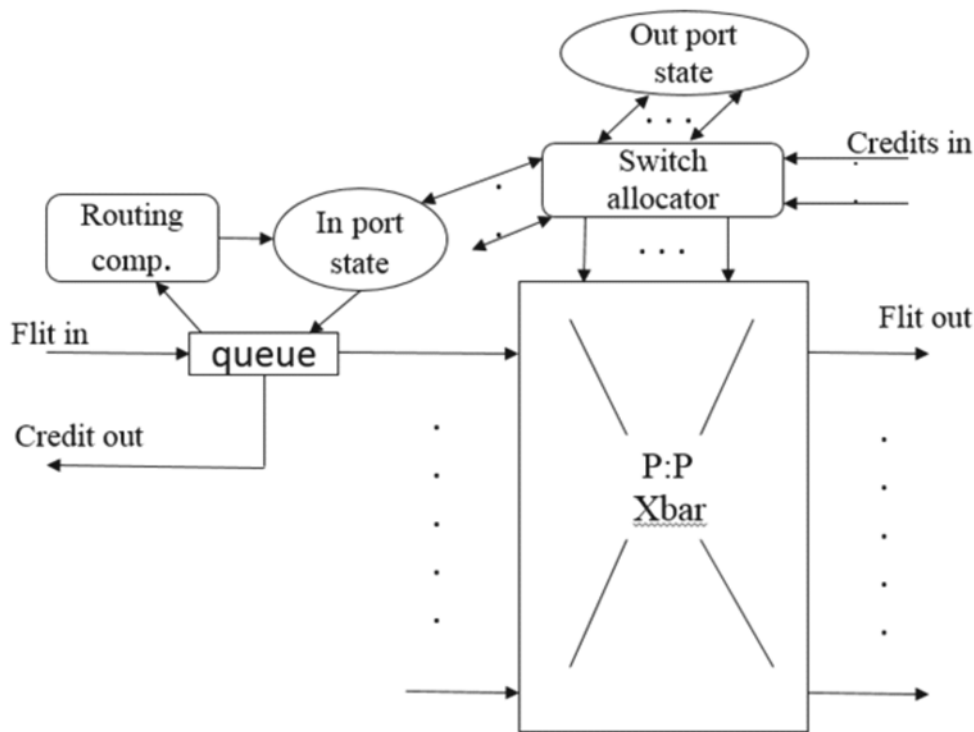 Out port
state
Credits in
Switch
allocator
Routing
comp.
In port
state
Flit in
queue
Flit out
Credit out
P:P
Xbar